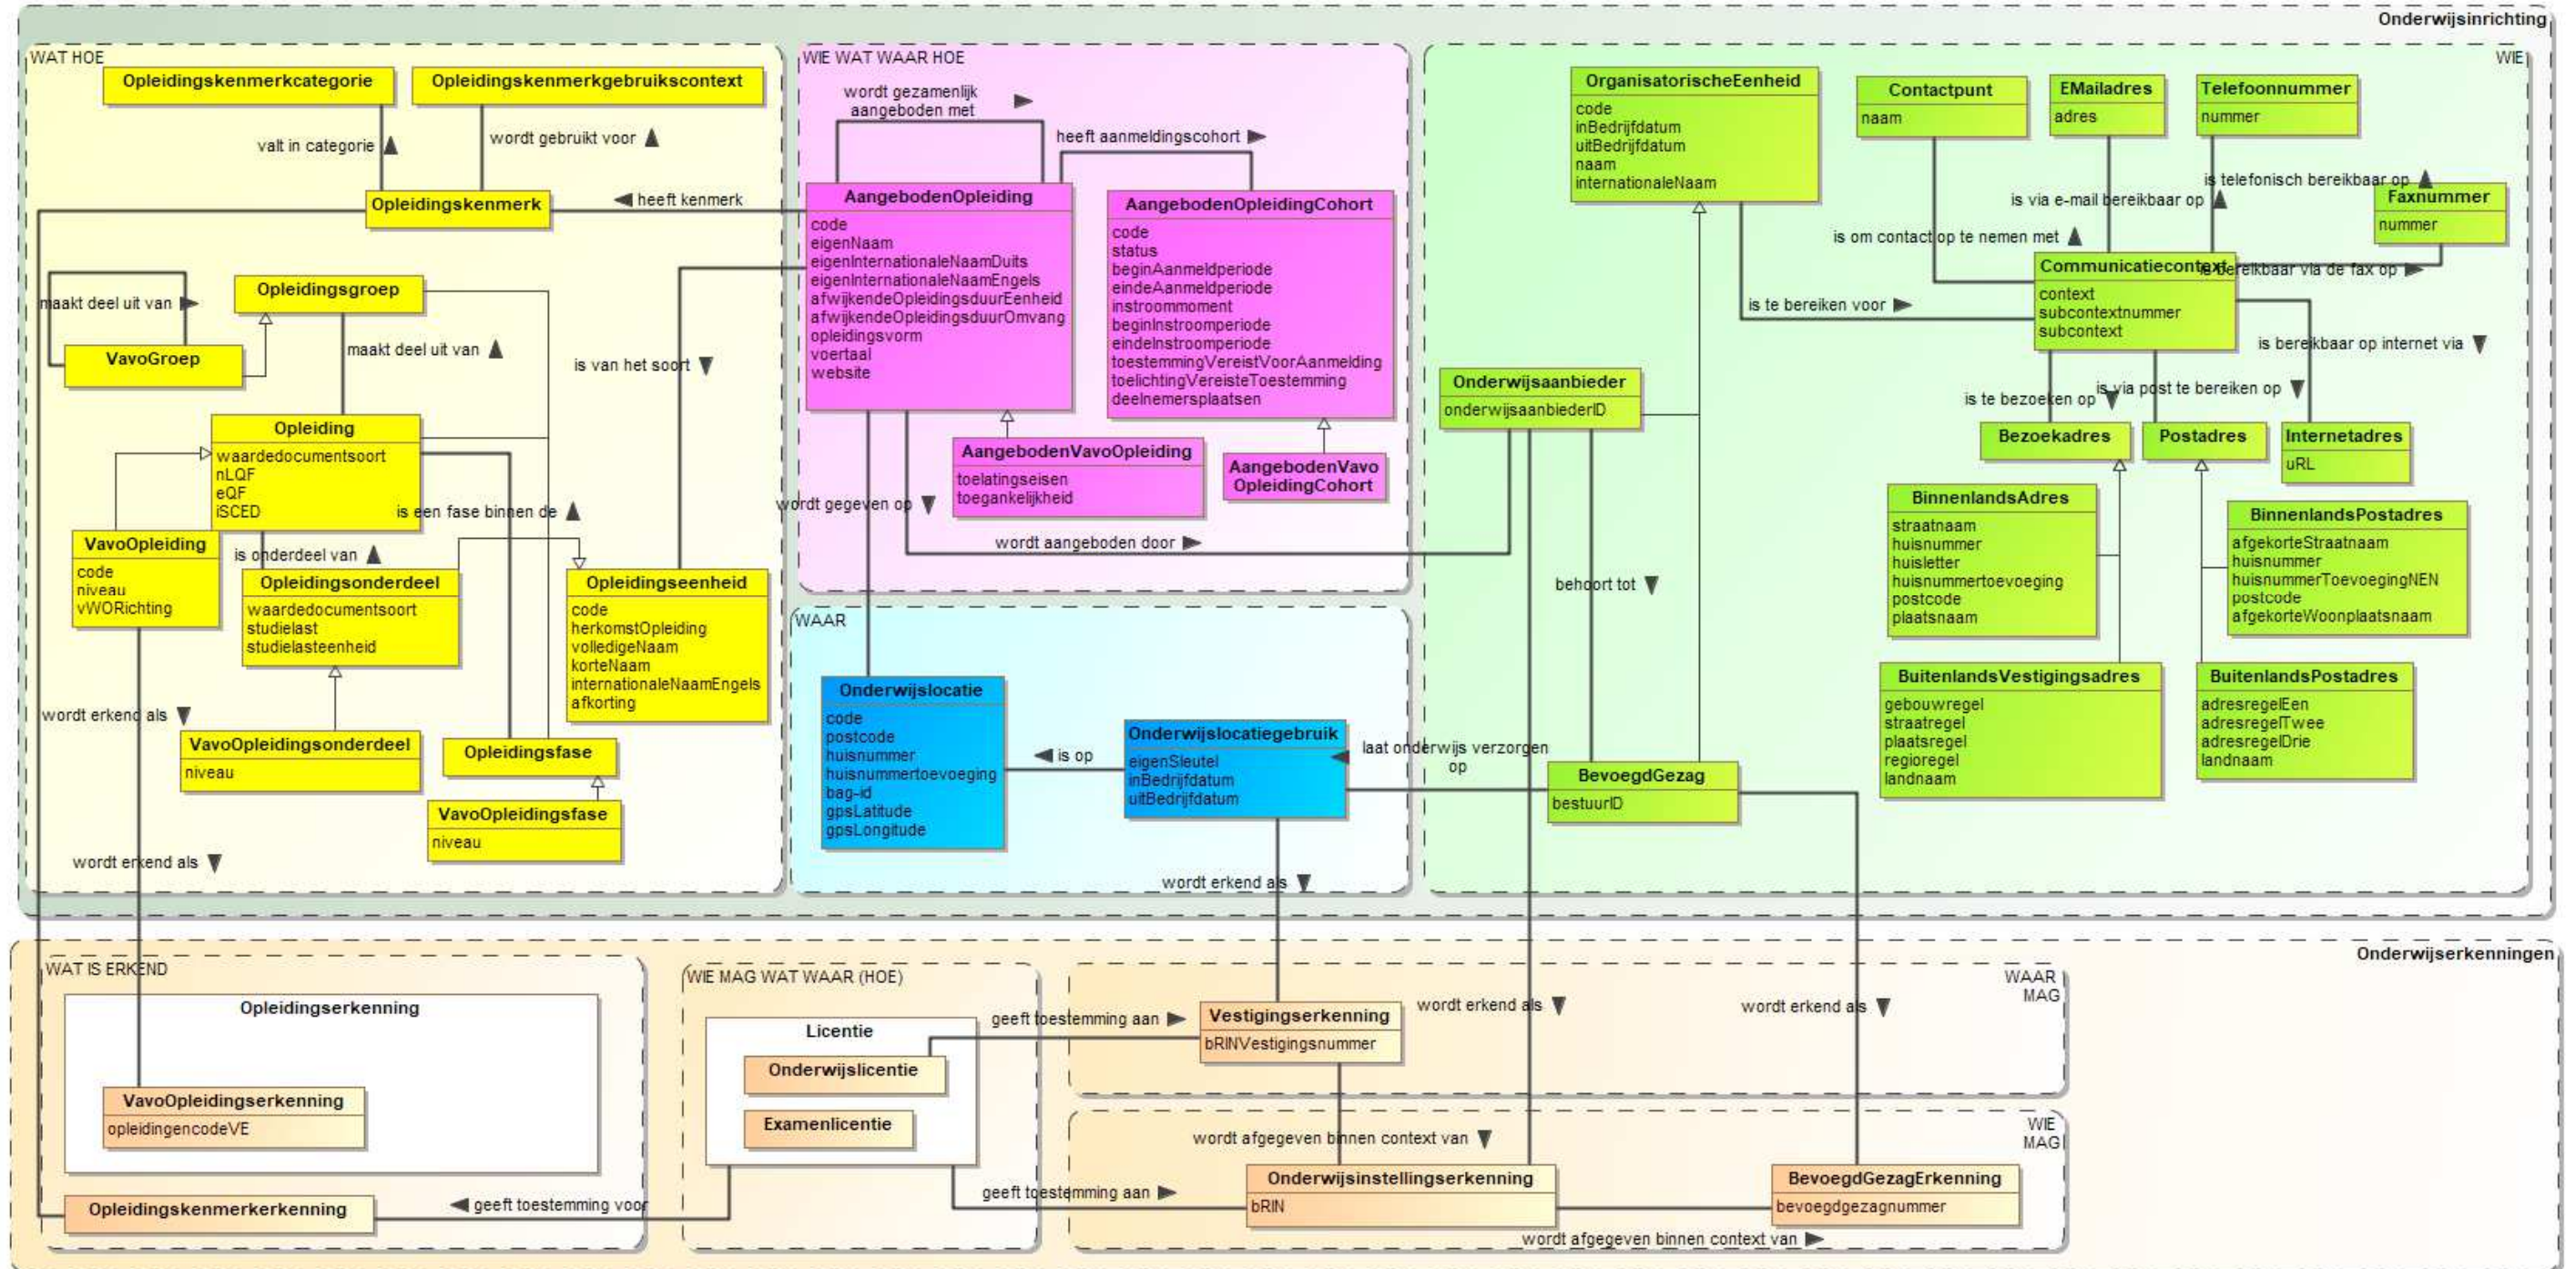 Onderwijsinrichting
WAT HOE
Opleidingskenmerkcategorie
Opleidingskenmerkgebruikscontext
valt in categorie
wordt gebruikt voor
Opleidingskenmerk
heeft kenmerk
maakt deel uit van
Opleidingsgroep
VavoGroep
maakt deel uit van
is van het soort
Opleiding
waardedocumentsoort
nLQF
eQF
iSCED
is een fase binnen de
VavoOpleiding
code
niveau
vWORichting
is onderdeel van
Opleidingsonderdeel
waardedocumentsoort
studielast
studielasteenheid
Opleidingseenheid
code
herkomstOpleiding
volledigeNaam
korteNaam
internationaleNaamEngels
afkorting
wordt erkend als
VavoOpleidingsonderdeel
niveau
Opleidingsfase
VavoOpleidingsfase
niveau
wordt erkend als
WIE WAT WAAR HOE
wordt gezamenlijk
aangeboden met
heeft aanmeldingscohort
AangebodenOpleiding
code
eigenNaam
eigenInternationaleNaamDuits
eigenInternationaleNaamEngels
afwijkendeOpleidingsduurEenheid
afwijkendeOpleidingsduurOmvang
opleidingsvorm
voertaal
website
AangebodenOpleidingCohort
code
status
beginAanmeldperiode
eindeAanmeldperiode
instroommoment
beginInstroomperiode
eindeInstroomperiode
toestemmingVereistVoorAanmelding
toelichtingVereisteToestemming
deelnemersplaatsen
AangebodenVavoOpleiding
toelatingseisen
toegankelijkheid
AangebodenVavo
OpleidingCohort
wordt gegeven op
wordt aangeboden door
WAAR
Onderwijslocatie
code
postcode
huisnummer
huisnummertoevoeging
bag-id
gpsLatitude
gpsLongitude
is op
Onderwijslocatiegebruik
eigenSleutel
inBedrijfdatum
uitBedrijfdatum
laat onderwijs verzorgen
op
wordt erkend als
WIE
OrganisatorischeEenheid
code
inBedrijfdatum
uitBedrijfdatum
naam
internationaleNaam
Contactpunt
naam
EMailadres
adres
Telefoonnummer
nummer
is telefonisch bereikbaar op
is via e-mail bereikbaar op
Faxnummer
nummer
is om contact op te nemen met
Communicatiecontext
context
subcontextnummer
subcontext
is bereikbaar via de fax op
is te bereiken voor
is bereikbaar op internet via
Onderwijsaanbieder
onderwijsaanbiederID
is te bezoeken op
is via post te bereiken op
Bezoekadres
Postadres
Internetadres
uRL
BinnenlandsAdres
straatnaam
huisnummer
huisletter
huisnummertoevoeging
postcode
plaatsnaam
BinnenlandsPostadres
afgekorteStraatnaam
huisnummer
huisnummerToevoegingNEN
postcode
afgekorteWoonplaatsnaam
behoort tot
BuitenlandsVestigingsadres
gebouwregel
straatregel
plaatsregel
regioregel
landnaam
BuitenlandsPostadres
adresregelEen
adresregelTwee
adresregelDrie
landnaam
BevoegdGezag
bestuurID
Onderwijserkenningen
WAT IS ERKEND
Opleidingserkenning
VavoOpleidingserkenning
opleidingencodeVE
Opleidingskenmerkerkenning
geeft toestemming voor
WIE MAG WAT WAAR (HOE)
Licentie
Onderwijslicentie
Examenlicentie
geeft toestemming aan
geeft toestemming aan
WAAR
MAG
Vestigingserkenning
bRINVestigingsnummer
wordt erkend als
wordt erkend als
WIE
MAG
wordt afgegeven binnen context van
Onderwijsinstellingserkenning
bRIN
BevoegdGezagErkenning
bevoegdgezagnummer
wordt afgegeven binnen context van